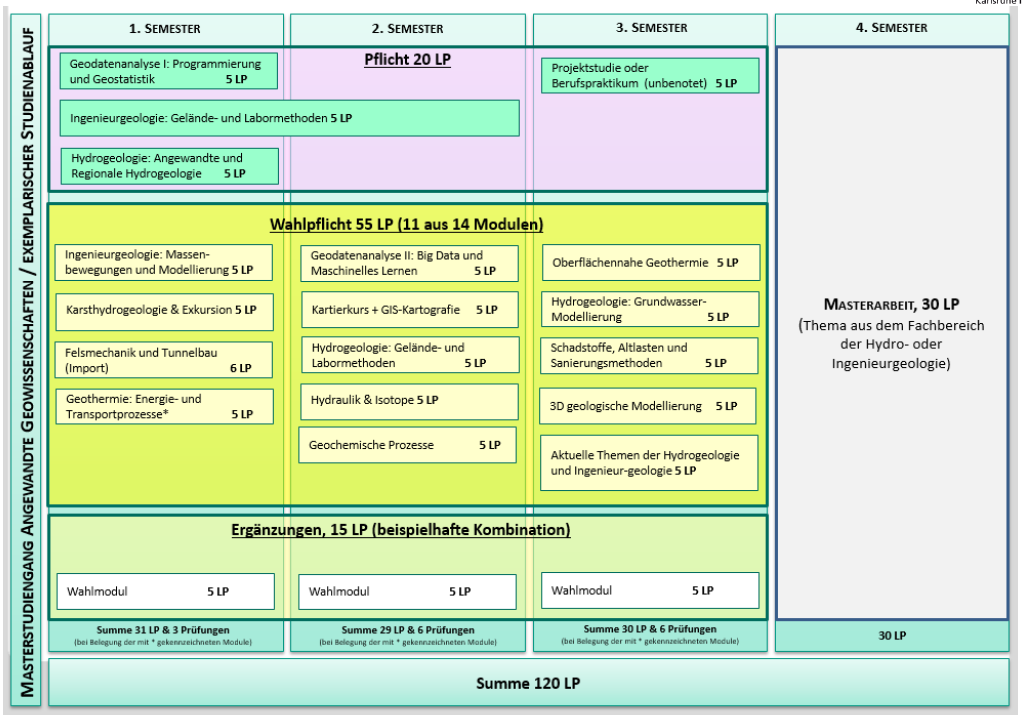 Karlsruhe
MASTERSTUDIENGANG ANGEWANDTE GEOWISSENSCHAFTEN / EXEMPLARISCHER STUDIENABLAUF
1. SEMESTER
2. SEMESTER
3. SEMESTER
4. SEMESTER
Pflicht 20 LP
Geodatenanalyse I: Programmierung
und Geostatistik 5 LP
Projektstudie oder
Berufspraktikum (unbenotet) 5 LP
Ingenieurgeologie: Gelände- und Labormethoden 5 LP
Hydrogeologie: Angewandte und
Regionale Hydrogeologie 5 LP
Wahlpflicht 55 LP (11 aus 14 Modulen)
Ingenieurgeologie: Massen-
bewegungen und Modellierung 5 LP
Karsthydrogeologie & Exkursion 5 LP
Felsmechanik und Tunnelbau
(Import) 6 LP
Geothermie: Energie- und
Transportprozesse* 5 LP
Geodatenanalyse II: Big Data und
Maschinelles Lernen 5 LP
Kartierkurs + GIS-Kartografie 5 LP
Hydrogeologie: Gelände- und
Labormethoden 5 LP
Hydraulik & Isotope 5 LP
Geochemische Prozesse 5 LP
Oberflächennahe Geothermie 5 LP
Hydrogeologie: Grundwasser-
Modellierung 5 LP
Schadstoffe, Altlasten und
Sanierungsmethoden 5 LP
3D geologische Modellierung 5 LP
Aktuelle Themen der Hydrogeologie
und Ingenieur-geologie 5 LP
MASTERARBEIT, 30 LP
(Thema aus dem Fachbereich
der Hydro- oder
Ingenieurgeologie)
Ergänzungen, 15 LP (beispielhafte Kombination)
Wahlmodul 5 LP
Wahlmodul 5 LP
Wahlmodul 5 LP
Summe 31 LP & 3 Prüfungen
(bei Belegung der mit * gekennzeichneten Module)
Summe 29 LP & 6 Prüfungen
(bei Belegung der mit * gekennzeichneten Module)
Summe 30 LP & 6 Prüfungen
(bei Belegung der mit * gekennzeichneten Module)
30 LP
Summe 120 LP